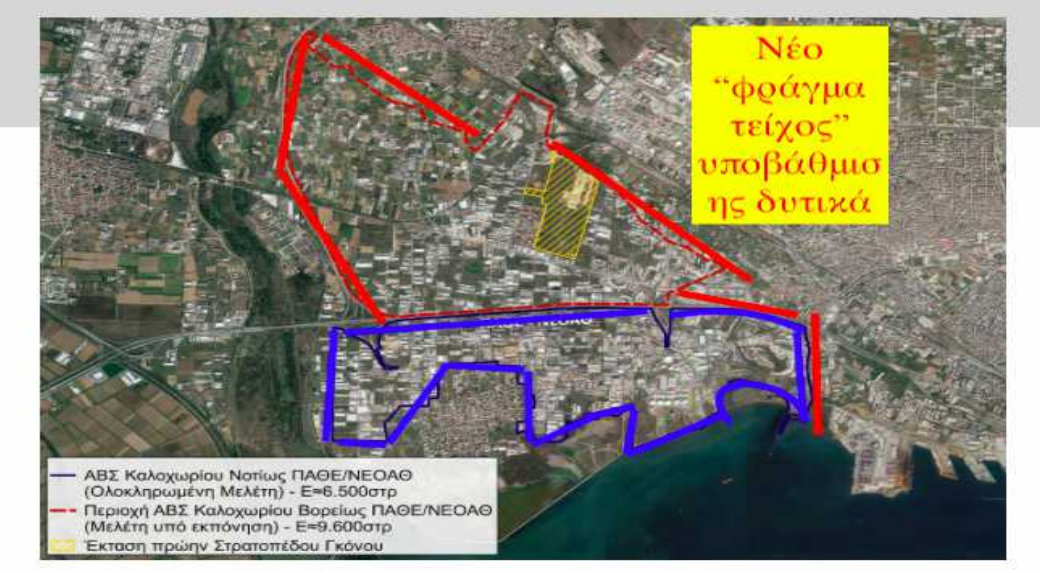 Νέο
“φράγμα
τείχος”
υποβάθμισ
ης δυτικά
ΑΒΣ Καλοχωρίου Νοτίως ΠΑΘΕ/ΝΕΟΑΘ
(Ολοκληρωμένη Μελέτη) - Ε≈6.500στρ
Περιοχή ΑΒΣ Καλοχωρίου Βορείως ΠΑΘΕ/ΝΕΟΑΘ
(Μελέτη υπό εκπόνηση) - Ε≈9.600στρ
Έκταση πρώην Στρατοπέδου Γκόνου